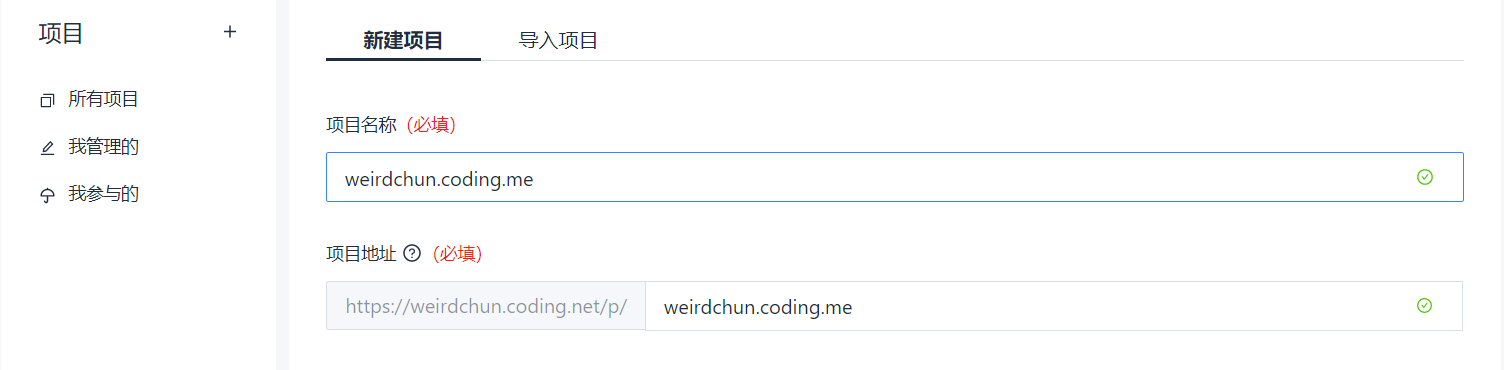 项目 +
所有项目
我管理的
我参与的
新建项目 导入项目
项目名称 (必填)
weirdchun.coding.me
项目地址 ? (必填)
https://weirdchun.coding.net/p/ weirdchun.coding.me